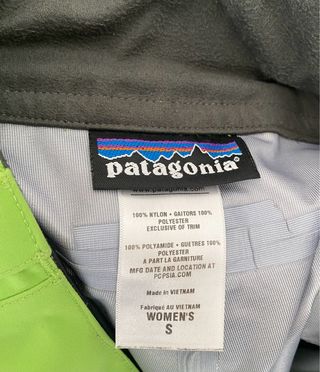 patagonia®
www.patagonia.com
100% NYLON • GAITORS 100%
POLYESTER
EXCLUSIVE OF TRIM
100% POLYAMIDE • GUETRES 100%
POLYESTER
A PART LA GARNITURE
MFG DATE AND LOCATION AT
PCPSIA.COM
Made in VIETNAM
Fabriqué AU VIETNAM
WOMEN'S
S